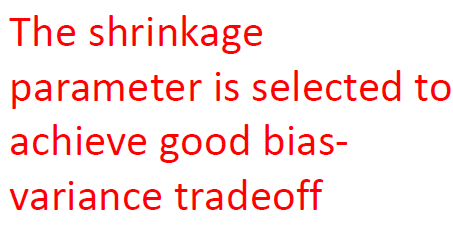 The shrinkage
parameter is selected to
achieve good bias-
variance tradeoff